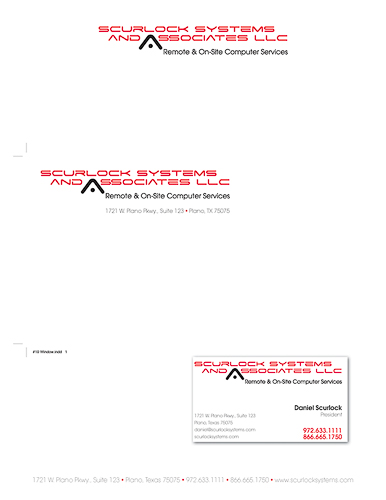 SCURLOCK SYSTEMS
AND ASSOCIATES LLC
Remote & On-Site Computer Services
SCURLOCK SYSTEMS
AND ASSOCIATES LLC
Remote & On-Site Computer Services
1721 W. Plano Pkwy., Suite 123 • Plano, TX 75075
#10 Window.indd 1
SCURLOCK SYSTEMS
AND ASSOCIATES LLC
Remote & On-Site Computer Services
Daniel Scurlock
President
1721 W. Plano Pkwy., Suite 123
Plano, Texas 75075
daniel@scurlocksystems.com
scurlocksystems.com
972.633.1111
866.665.1750
1721 W. Plano Pkwy., Suite 123 • Plano, Texas 75075 • 972.633.1111 • 866.665.1750 • www.scurlocksystems.com